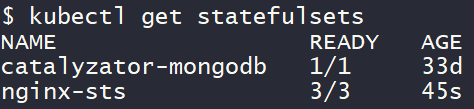 $ kubectl get statefulsets
NAME                  READY   AGE
catalyzator-mongodb   1/1     33d
nginx-sts             3/3     45s